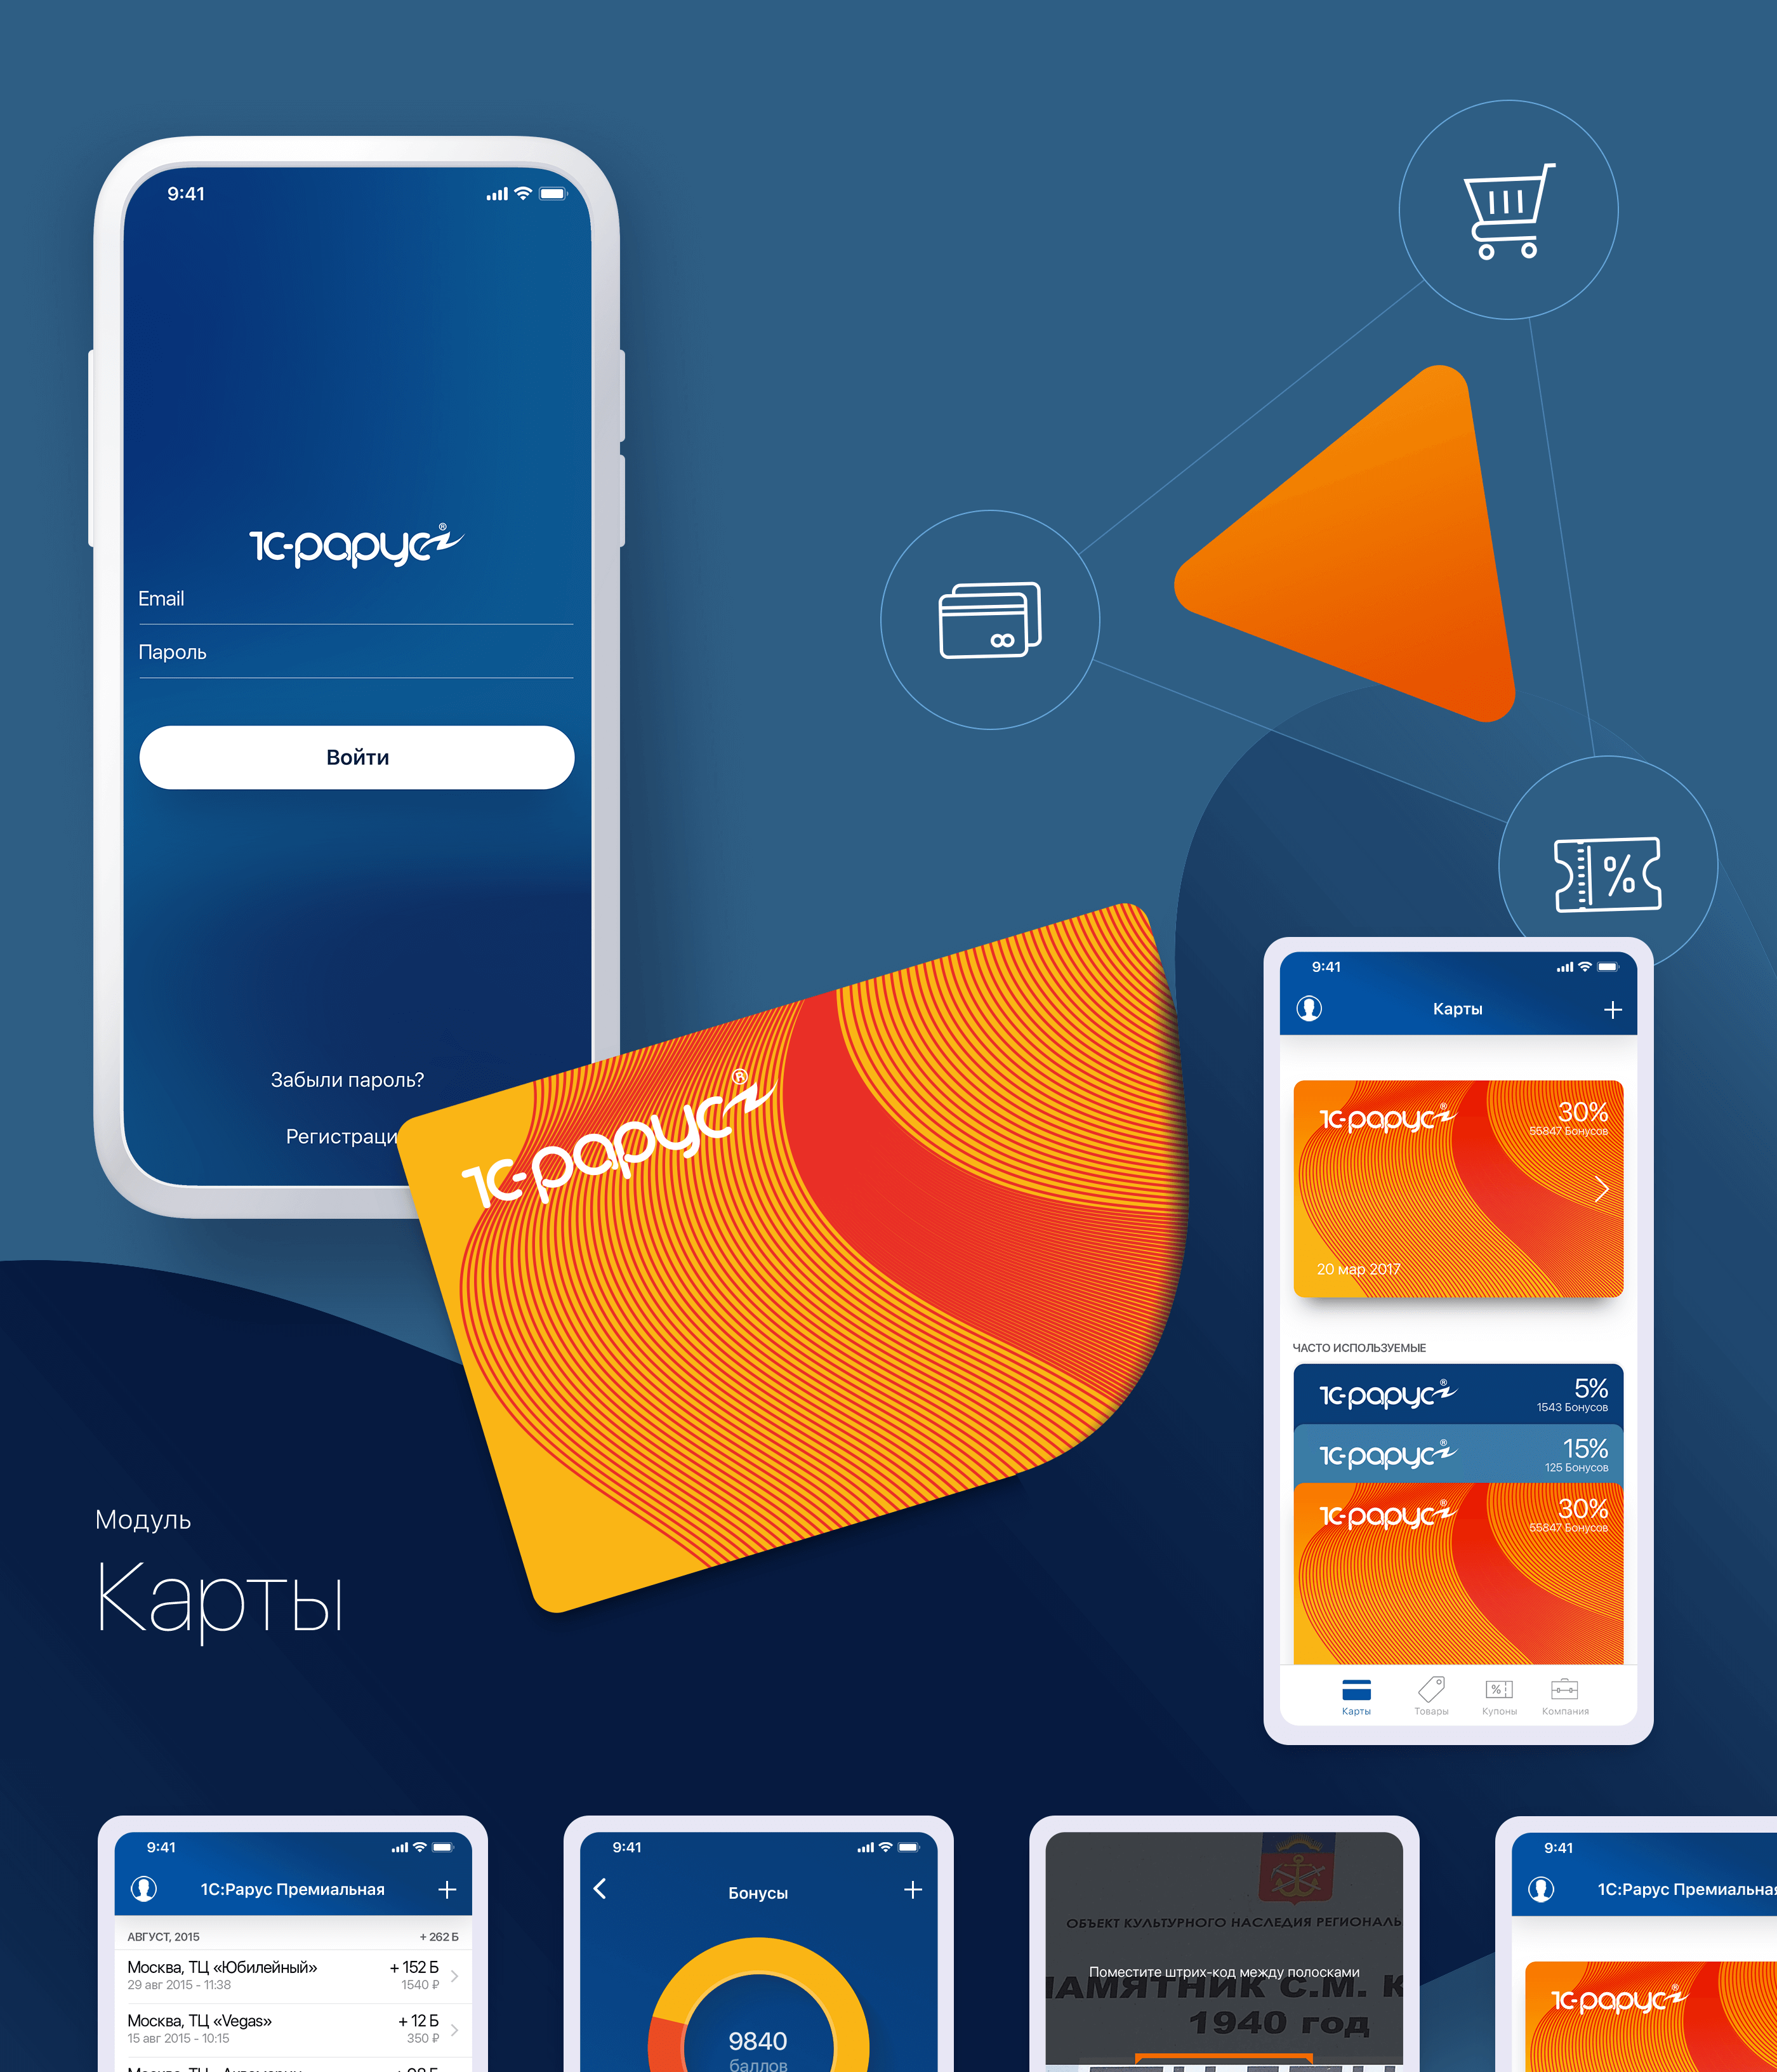 9:41
1С-рарус®
Email
Пароль
Войти
Забыли пароль?
Регистраци
1С-рарус®
%
9:41
Карты
1С-рарус®
30%
55847 Бонусов
20 мар 2017
ЧАСТО ИСПОЛЬЗУЕМЫЕ
1С-рарус®
5%
1543 Бонусов
1С-рарус®
15%
125 Бонусов
1С-рарус®
30%
55847 Бонусов
%
Карты
Товары
Купоны
Компания
Модуль
Карты
9:41
1С:Рарус Премиальная
АВГУСТ, 2015
+ 262 Б
Москва, ТЦ «Юбилейный»
+ 152 Б
29 авг 2015 - 11:38
1540 ₽
Москва, ТЦ «Vegas»
+ 12 Б
15 авг 2015 - 10:15
350 ₽
9:41
Бонусы
9840
баллов
ОБЪЕКТ КУЛЬТУРНОГО НАСЛЕДИЯ РЕГИОНАЛЬ
Поместите штрих-код между полосками
ПАМЯТНИК С.М. К
1940 год
9:41
1С:Рарус Премиальная
1С-рарус®